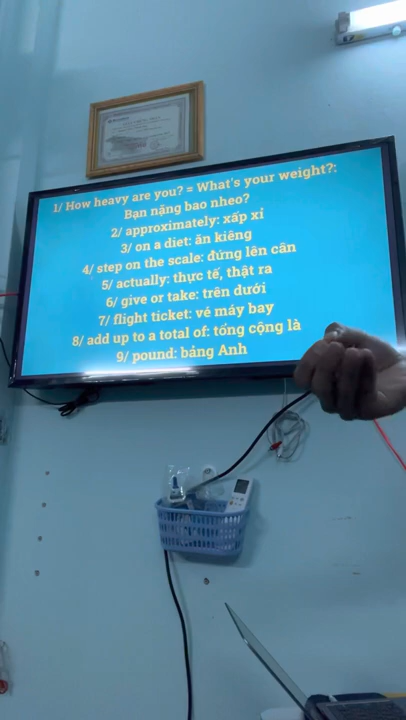 1/ How heavy are you? = What's your weight?:
Bạn nặng bao nheo?
2/ approximately: xấp xỉ
3/ on a diet: ăn kiêng
4/ step on the scale: đứng lên cân
5/ actually: thực tế, thật ra
6/ give or take: trên dưới
7/ flight ticket: vé máy bay
8/ add up to a total of: tổng cộng là
9/ pound: bảng Anh